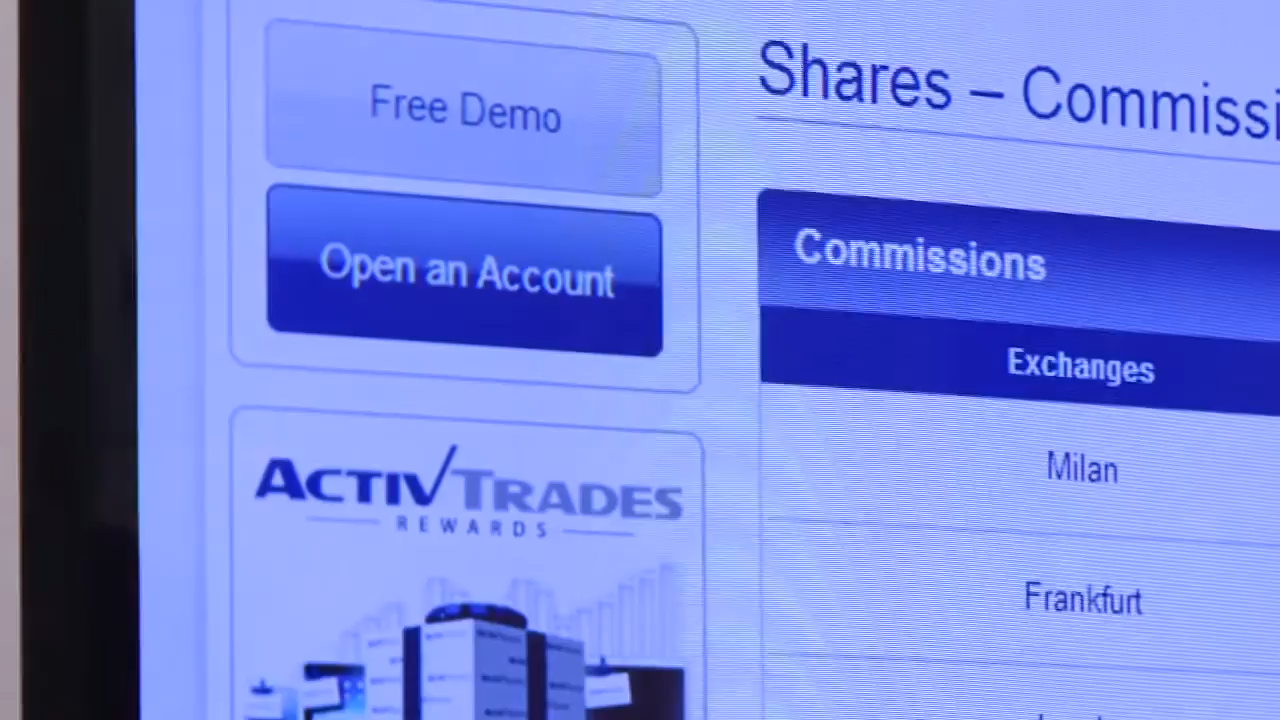 Free Demo
Open an Account
ACTIVTRADES
REWARDS
Shares – Commissi
Commissions
Exchanges
Milan
Frankfurt